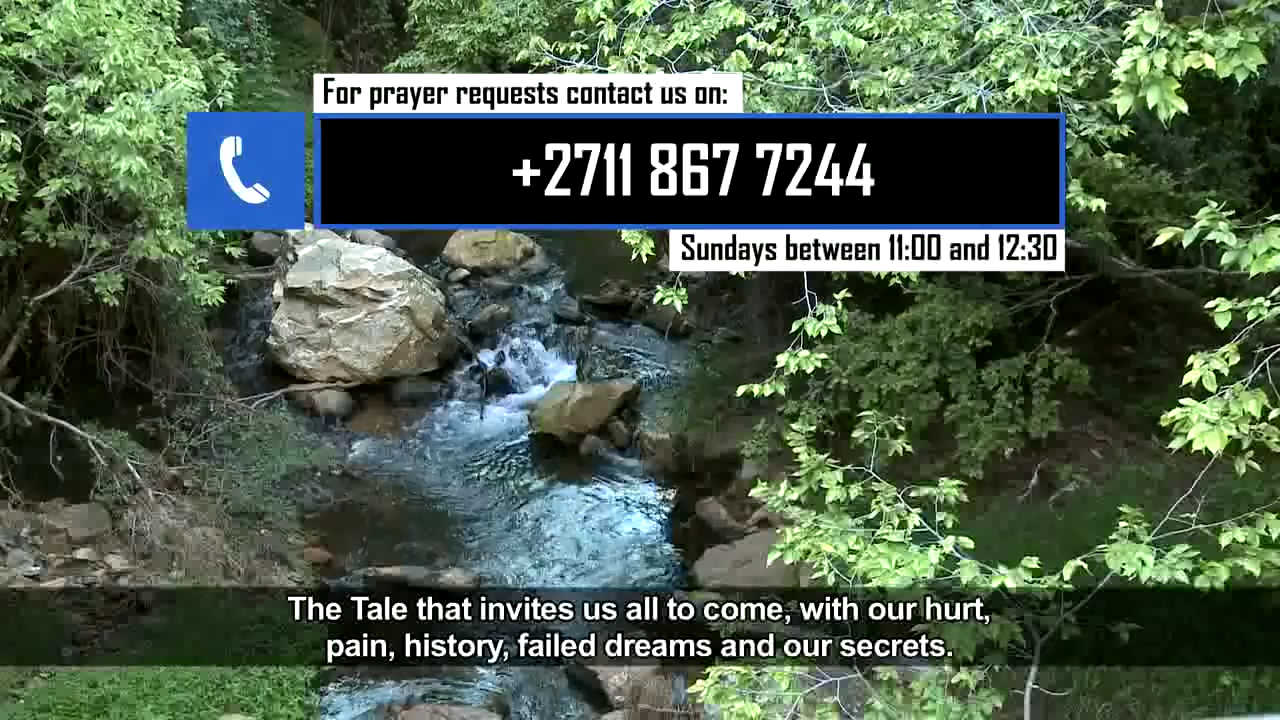 For prayer requests contact us on:
+2711 867 7244
Sundays between 11:00 and 12:30
The Tale that invites us all to come, with our hurt,
pain, history, failed dreams and our secrets.